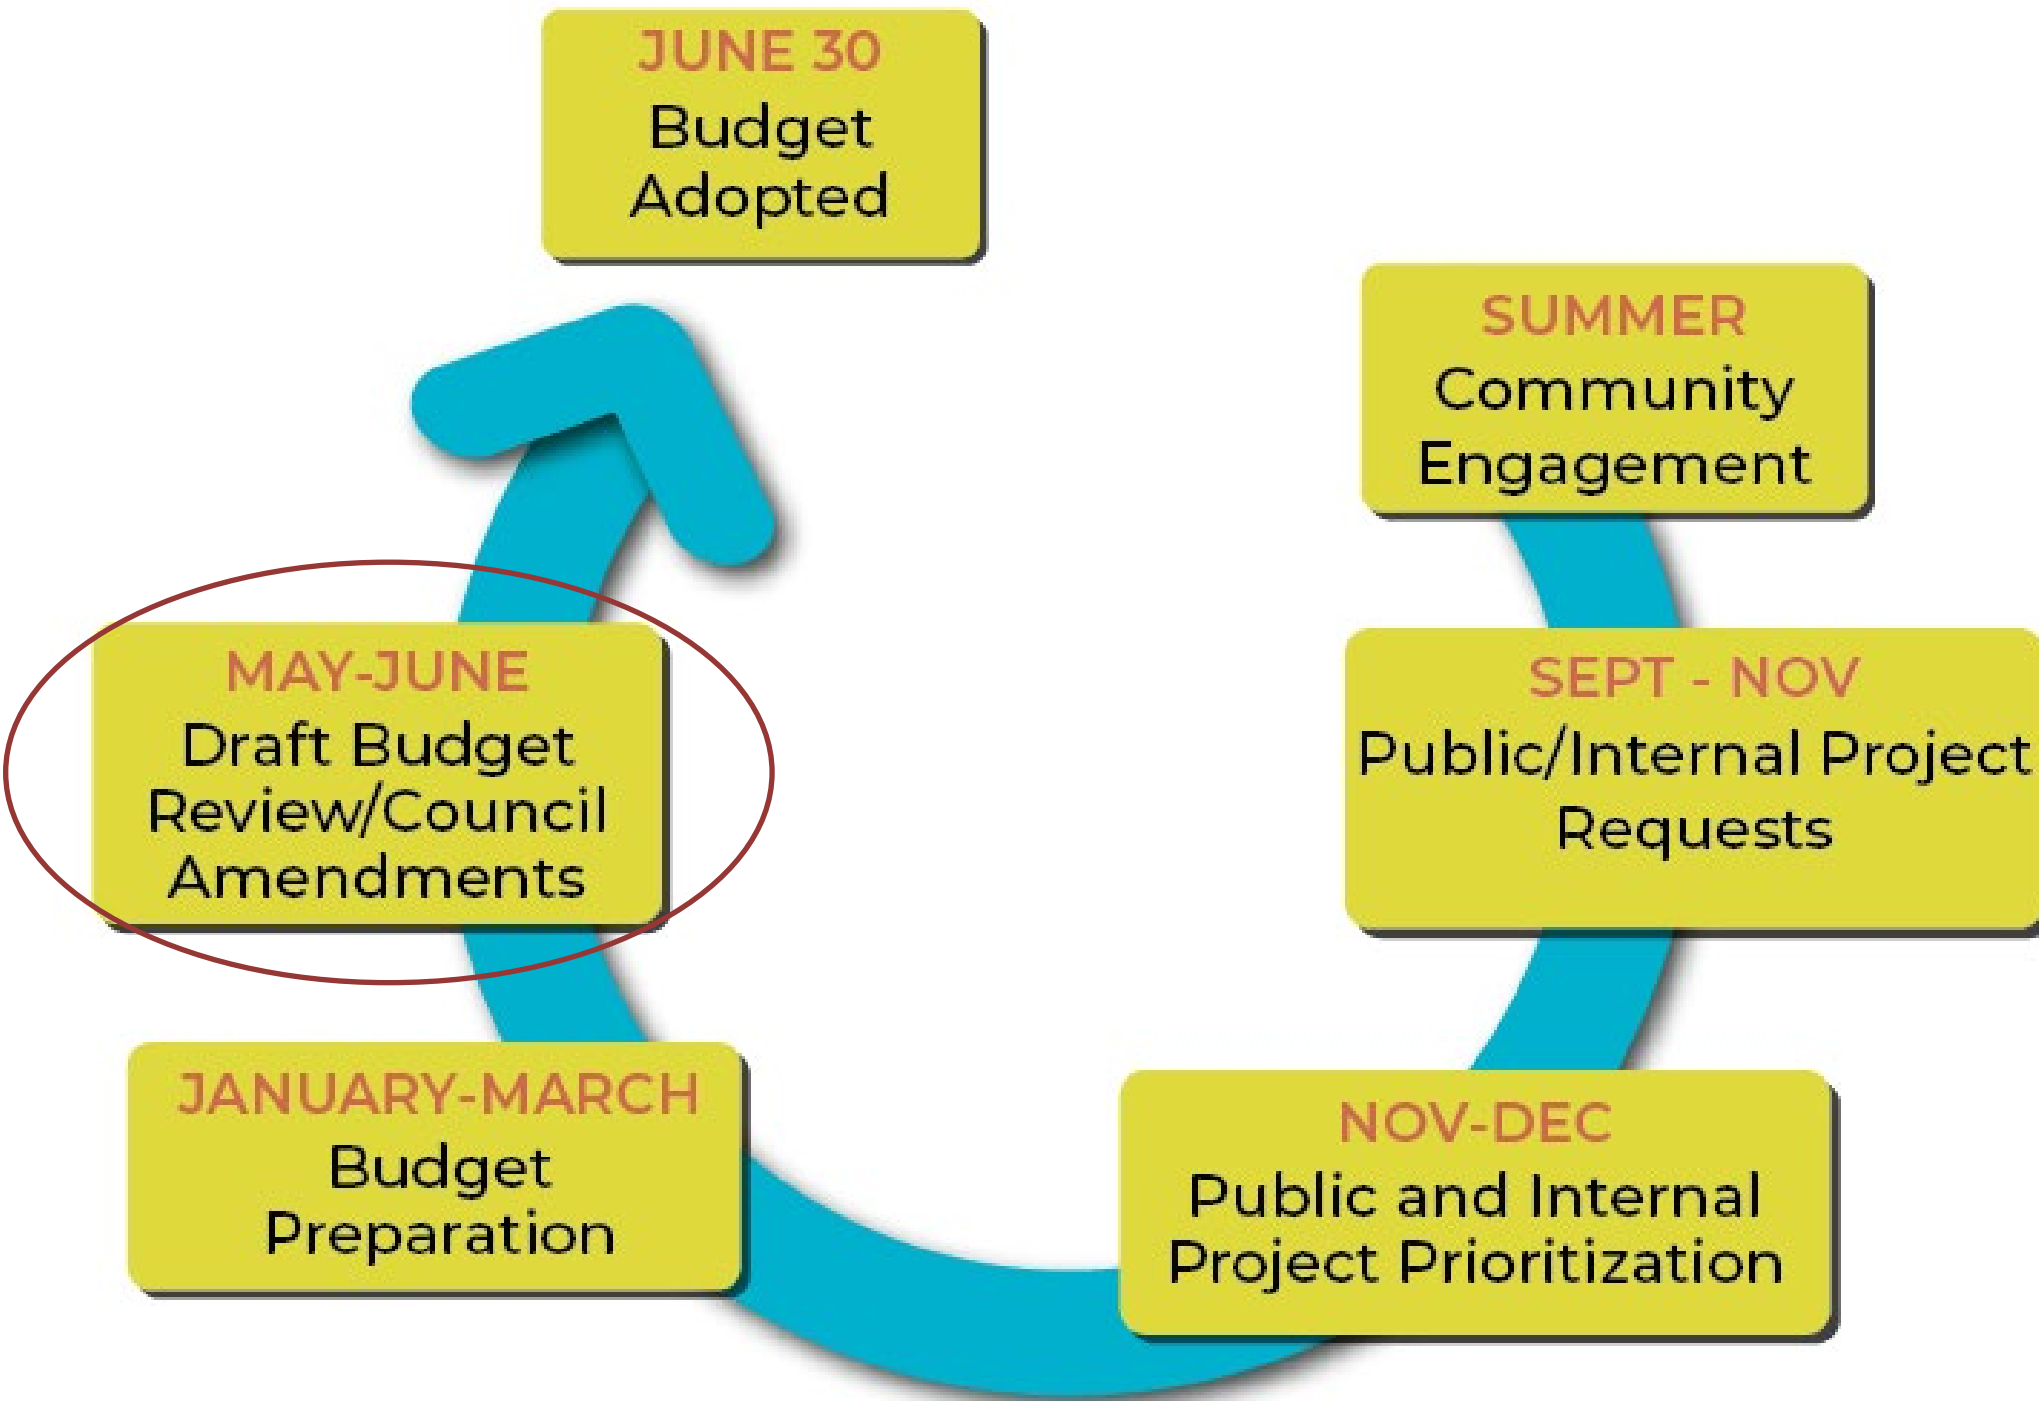 JUNE 30
Budget
Adopted
SUMMER
Community
Engagement
SEPT - NOV
Public/Internal Project
Requests
NOV-DEC
Public and Internal
Project Prioritization
JANUARY-MARCH
Budget
Preparation
MAY-JUNE
Draft Budget
Review/Council
Amendments